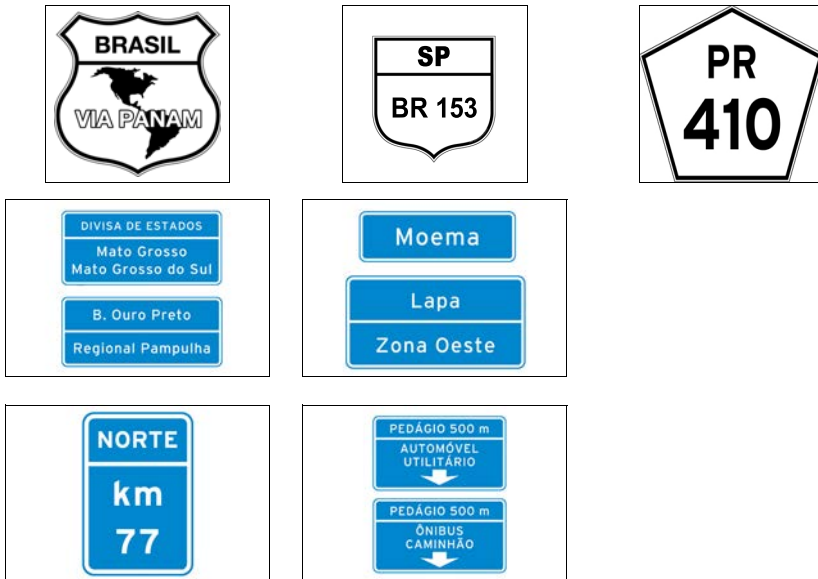 BRASIL
VIA PANAM
SP
BR 153
PR
410
DIVISA DE ESTADOS
Mato Grosso
Mato Grosso do Sul
B. Ouro Preto
Regional Pampulha
Moema
Lapa
Zona Oeste
NORTE
km
77
PEDÁGIO 500 m
AUTOMÓVEL
UTILITÁRIO
PEDÁGIO 500 m
ÔNIBUS
CAMINHÃO